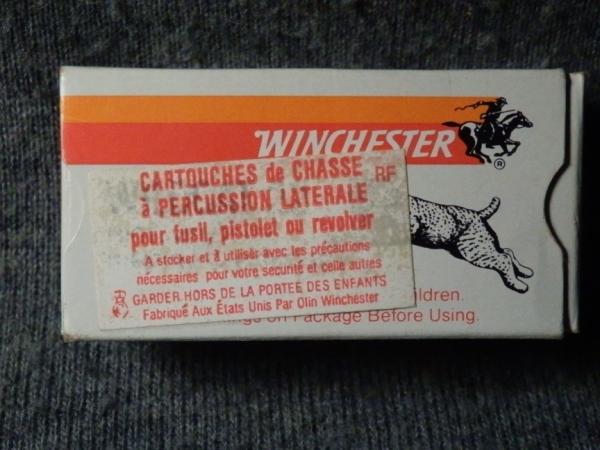 WINCHESTER
®
CARTOUCHES de CHASSE
à PERCUSSION LATERALE RF
pour fusil, pistolet ou revolver
A stocker et à utiliser avec les précautions
nécessaires pour votre securité et celle autres
GARDER HORS DE LA PORTEE DES ENFANTS
Fabriqué Aux États Unis Par Olin Winchester
ildren.
on Package Before Using.